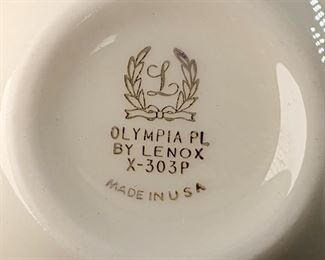 L
OLYMPIA PL
BY LENOX
X-303P
MADE IN USA